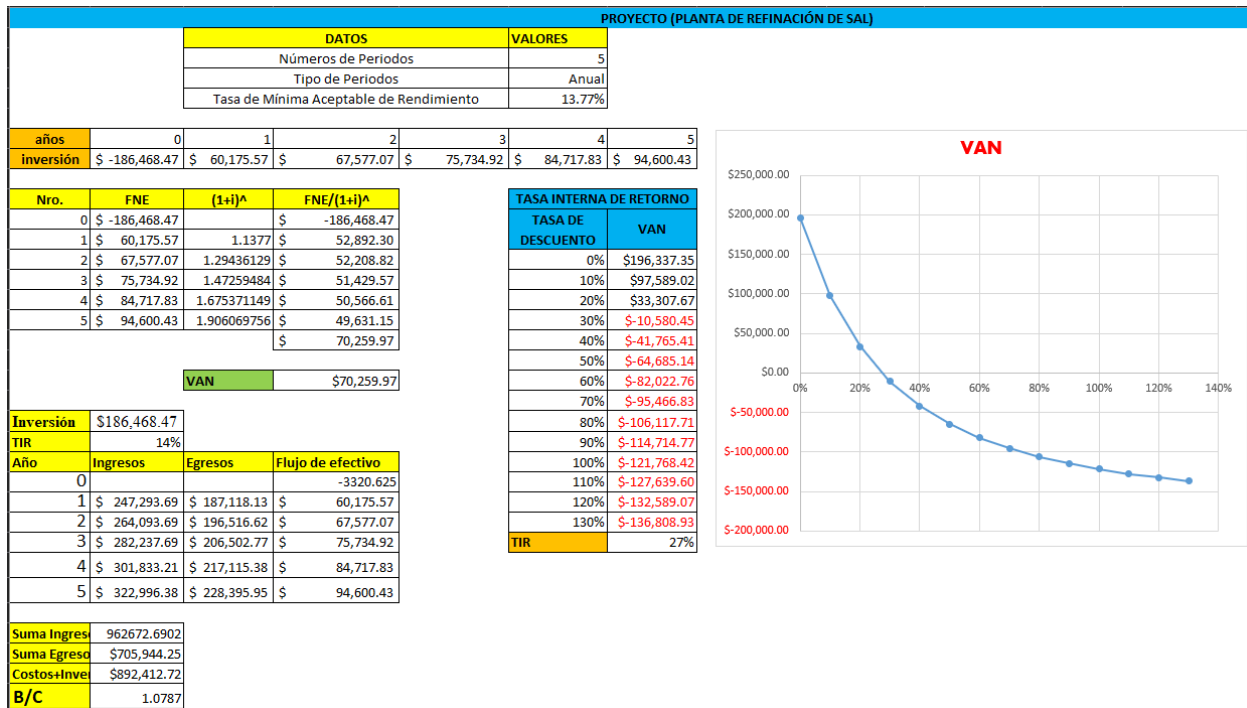 PROYECTO (PLANTA DE REFINACIÓN DE SAL)
DATOS VALORES
Números de Periodos 5
Tipo de Periodos Anual
Tasa de Mínima Aceptable de Rendimiento 13.77%
años 0 1 2 3 4 5
inversión $ -186,468.47 $ 60,175.57 $ 67,577.07 $ 75,734.92 $ 84,717.83 $ 94,600.43
Nro. FNE (1+i)^ FNE/(1+i)^
0 $ -186,468.47 $ -186,468.47
1 $ 60,175.57 1.1377 $ 52,892.30
2 $ 67,577.07 1.29436129 $ 52,208.82
3 $ 75,734.92 1.47259484 $ 51,429.57
4 $ 84,717.83 1.675371149 $ 50,566.61
5 $ 94,600.43 1.906069756 $ 49,631.15
$ 70,259.97
VAN $70,259.97
Inversión $186,468.47
TIR 14%
Año Ingresos Egresos Flujo de efectivo
0 -3320.625
1 $ 247,293.69 $ 187,118.13 $ 60,175.57
2 $ 264,093.69 $ 196,516.62 $ 67,577.07
3 $ 282,237.69 $ 206,502.77 $ 75,734.92
4 $ 301,833.21 $ 217,115.38 $ 84,717.83
5 $ 322,996.38 $ 228,395.95 $ 94,600.43
Suma Ingres
962672.6902
Suma Egreso $705,944.25
Costos+Inve $892,412.72
B/C 1.0787
TASA INTERNA DE RETORNO
TASA DE DESCUENTO VAN
0% $196,337.35
10% $97,589.02
20% $33,307.67
30% $-10,580.45
40% $-41,765.41
50% $-64,685.14
60% $-82,022.76
70% $-95,466.83
80% $-106,117.71
90% $-114,714.77
100% $-121,768.42
110% $-127,639.60
120% $-132,589.07
130% $-136,808.93
TIR 27%
VAN
$250,000.00
$200,000.00
$150,000.00
$100,000.00
$50,000.00
$0.00
$-50,000.00
$-100,000.00
$-150,000.00
$-200,000.00
0% 20% 40% 60% 80% 100% 120% 140%